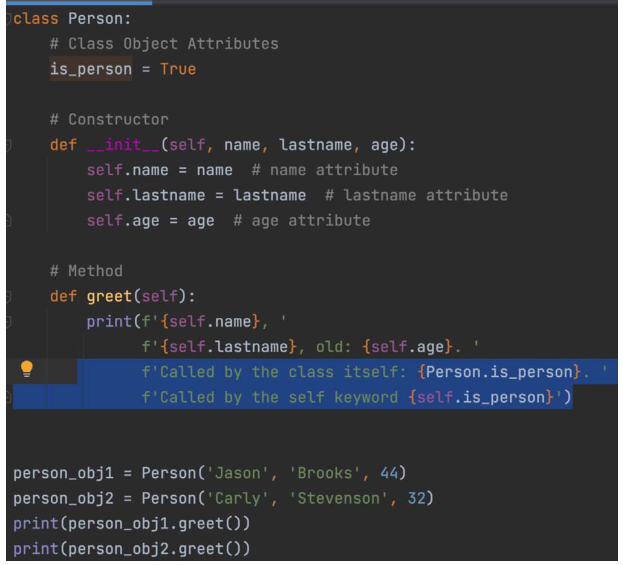 class Person:
    # Class Object Attributes
    is_person = True

    # Constructor
    def __init__(self, name, lastname, age):
        self.name = name  # name attribute
        self.lastname = lastname  # lastname attribute
        self.age = age  # age attribute

    # Method
    def greet(self):
        print(f'{self.name}, '
              f'{self.lastname}, old: {self.age}. '
              f'Called by the class itself: {Person.is_person}. '
              f'Called by the self keyword {self.is_person}')


person_obj1 = Person('Jason', 'Brooks', 44)
person_obj2 = Person('Carly', 'Stevenson', 32)
print(person_obj1.greet())
print(person_obj2.greet())